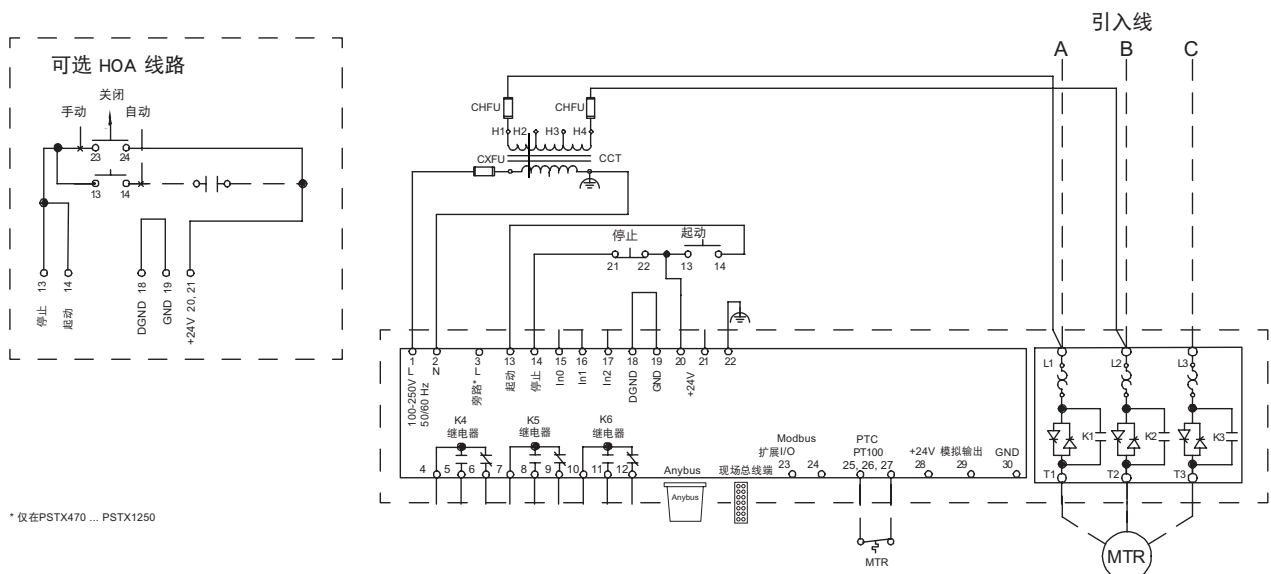 引入线
A B C
可选 HOA 线路
关闭
手动 自动
23 24
13 14
停止 13
起动 14
DGND 18
GND 19
+24V 20, 21
CHFU CHFU
H1 H2 H3 H4
CXFU CCT
停止 起动
21 22 13 14
1 2 3 13 14 15 16 17 18 19 20 21 22
L N L
100-250V
50/60 Hz
旁路*
起动
停止
In0
In1
In2
DGND
GND
+24V
K4
继电器
K5
继电器
K6
继电器
4 5 6 7 8 9 10 11 12
Anybus
Anybus
现场总线端
Modbus
扩展I/O
23 24
PTC
PT100
25, 26, 27
+24V 模拟输出
28 29
GND
30
MTR
L1 L2 L3
K1 K2 K3
T1 T2 T3
MTR
* 仅在PSTX470 ... PSTX1250